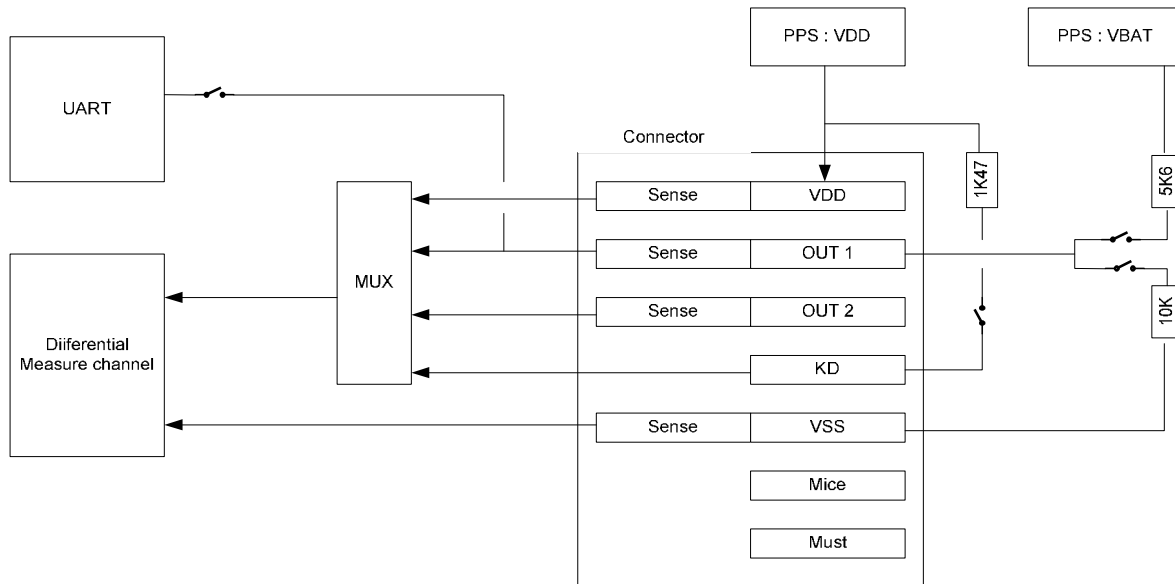 PPS : VDD
PPS : VBAT
UART
Connector
1K47
5K6
Sense
VDD
Sense
OUT 1
MUX
Sense
OUT 2
10K
Diifferential
Measure channel
KD
Sense
VSS
Mice
Must